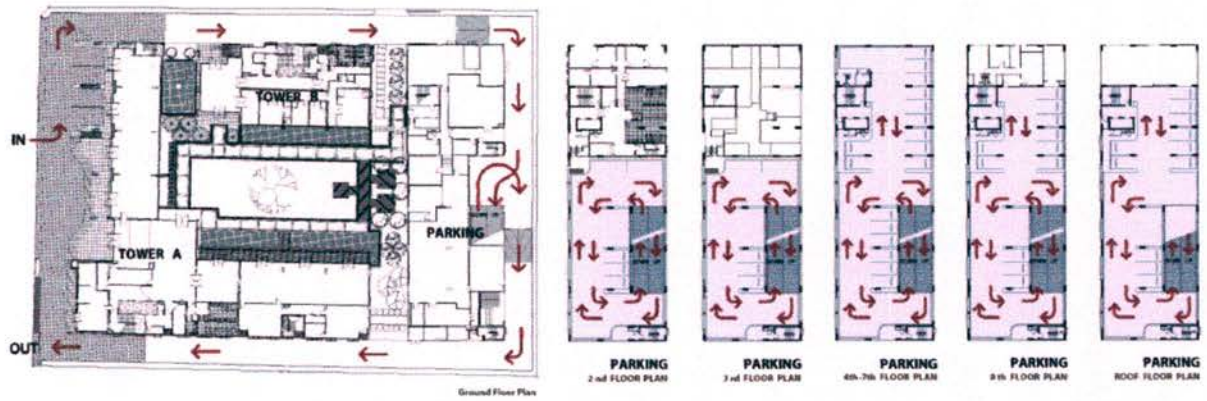 TOWER B
IN
PARKING
TOWER A
OUT
Ground Floor Plan
PARKING
2nd FLOOR PLAN
PARKING
3rd FLOOR PLAN
PARKING
4th-7th FLOOR PLAN
PARKING
8th FLOOR PLAN
PARKING
ROOF FLOOR PLAN